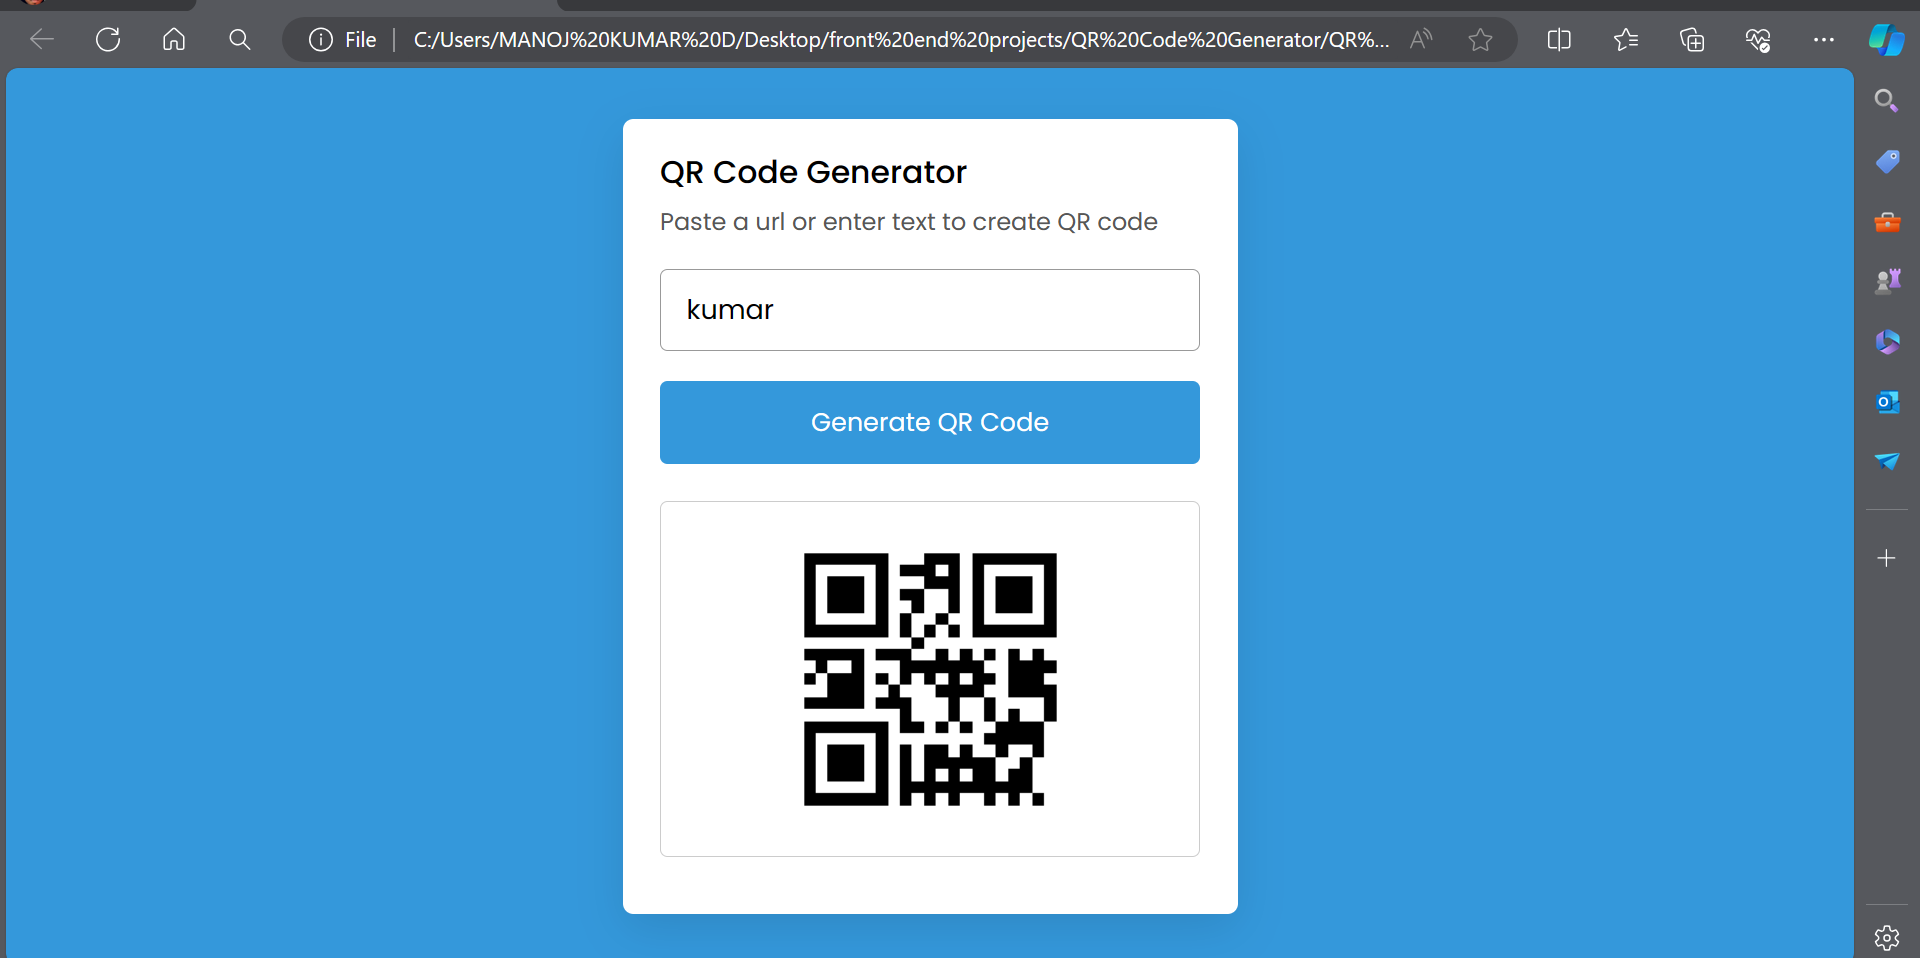 File C:/Users/MANOJ%20KUMAR%20D/Desktop/front%20end%20projects/QR%20Code%20Generator/QR%...
QR Code Generator
Paste a url or enter text to create QR code
kumar
Generate QR Code